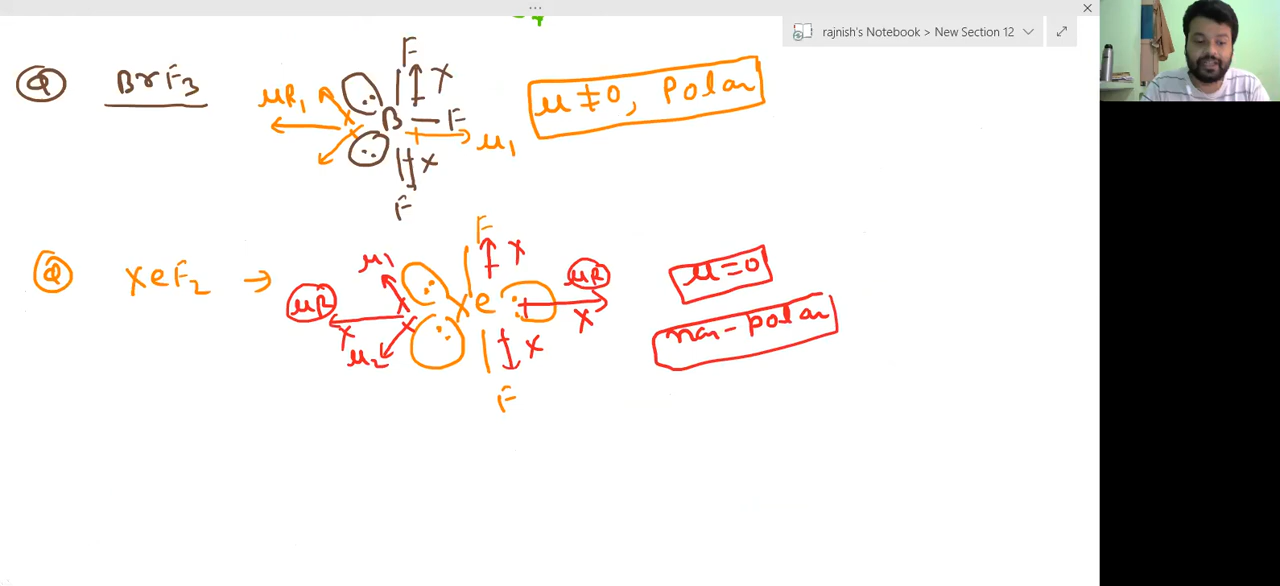 rajnish's Notebook > New Section 12
Q BrF3
F
X
μR1
B — F
μ1
X
F
μ ≠ 0, Polar
Q XeF2 →
F
X
μ1
μR
Xe
μR
X
X
μ2
X
F
μ = 0
non-polar